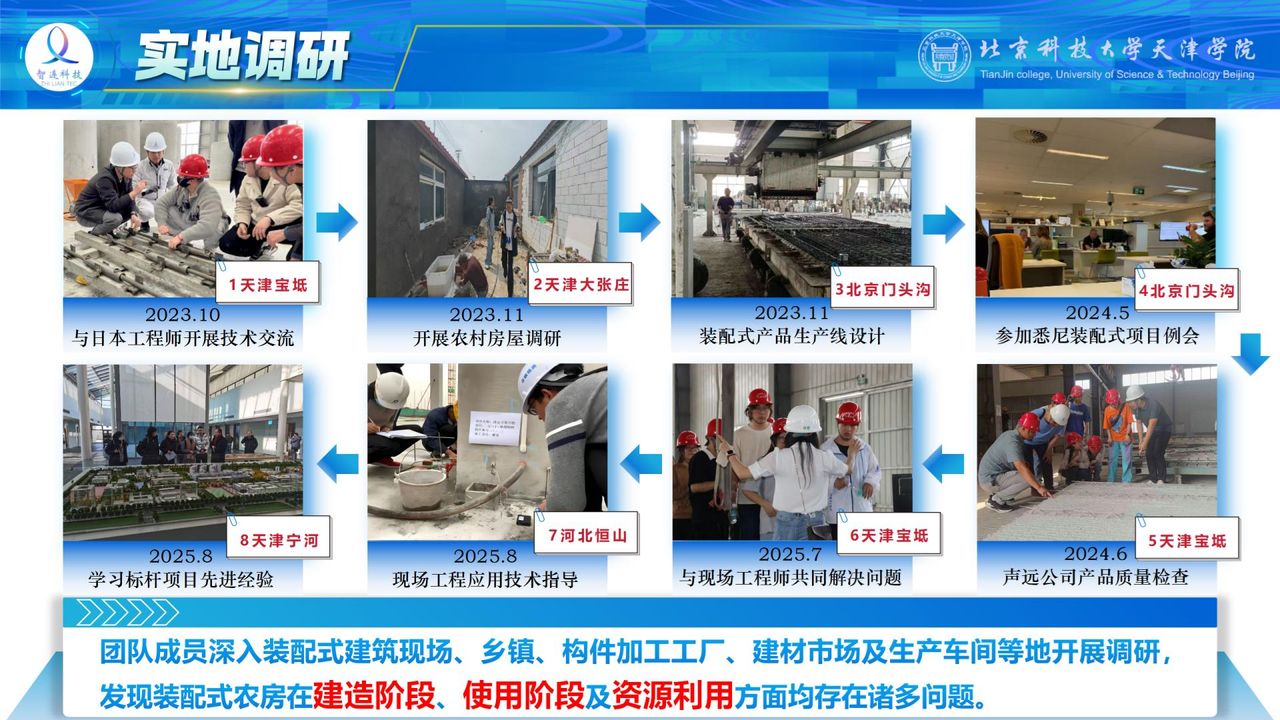 智连科技
THI LIAN TEC
实地调研
北京科技大学天津学院
TianJin college, University of Science & Technology Beijing
1天津宝坻
2023.10
与日本工程师开展技术交流
2天津大张庄
2023.11
开展农村房屋调研
3北京门头沟
2023.11
装配式产品生产线设计
4北京门头沟
2024.5
参加悉尼装配式项目例会
5天津宝坻
2024.6
声远公司产品质量检查
6天津宝坻
2025.7
与现场工程师共同解决问题
7河北恒山
2025.8
现场工程应用技术指导
8天津宁河
2025.8
学习标杆项目先进经验
团队成员深入装配式建筑现场、乡镇、构件加工工厂、建材市场及生产车间等地开展调研，
发现装配式农房在建造阶段、使用阶段及资源利用方面均存在诸多问题。